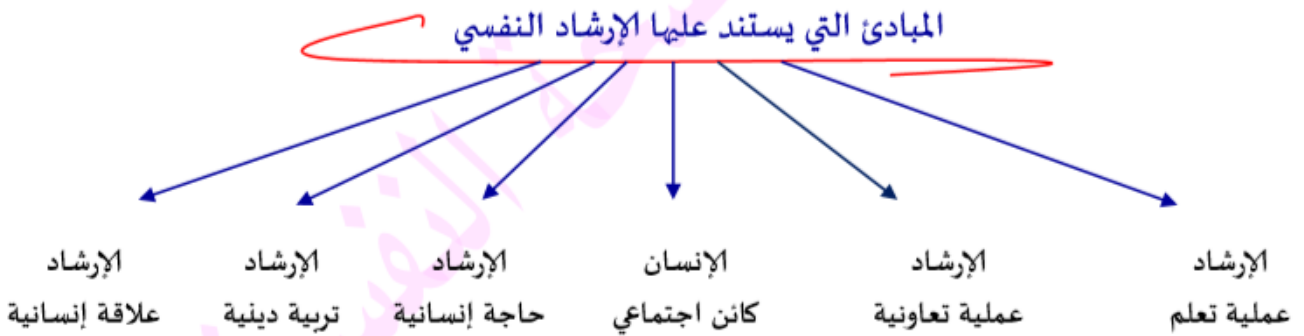 المبادئ التي يستند عليها الإرشاد النفسي
الإرشاد
عملية تعلم
الإرشاد
عملية تعاونية
الإنسان
كائن اجتماعي
الإرشاد
حاجة إنسانية
الإرشاد
تربية دينية
الإرشاد
علاقة إنسانية